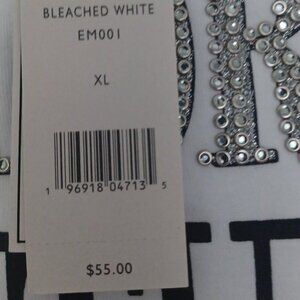 BLEACHED WHITE
EM001
XL
1 96918 04713 5
$55.00